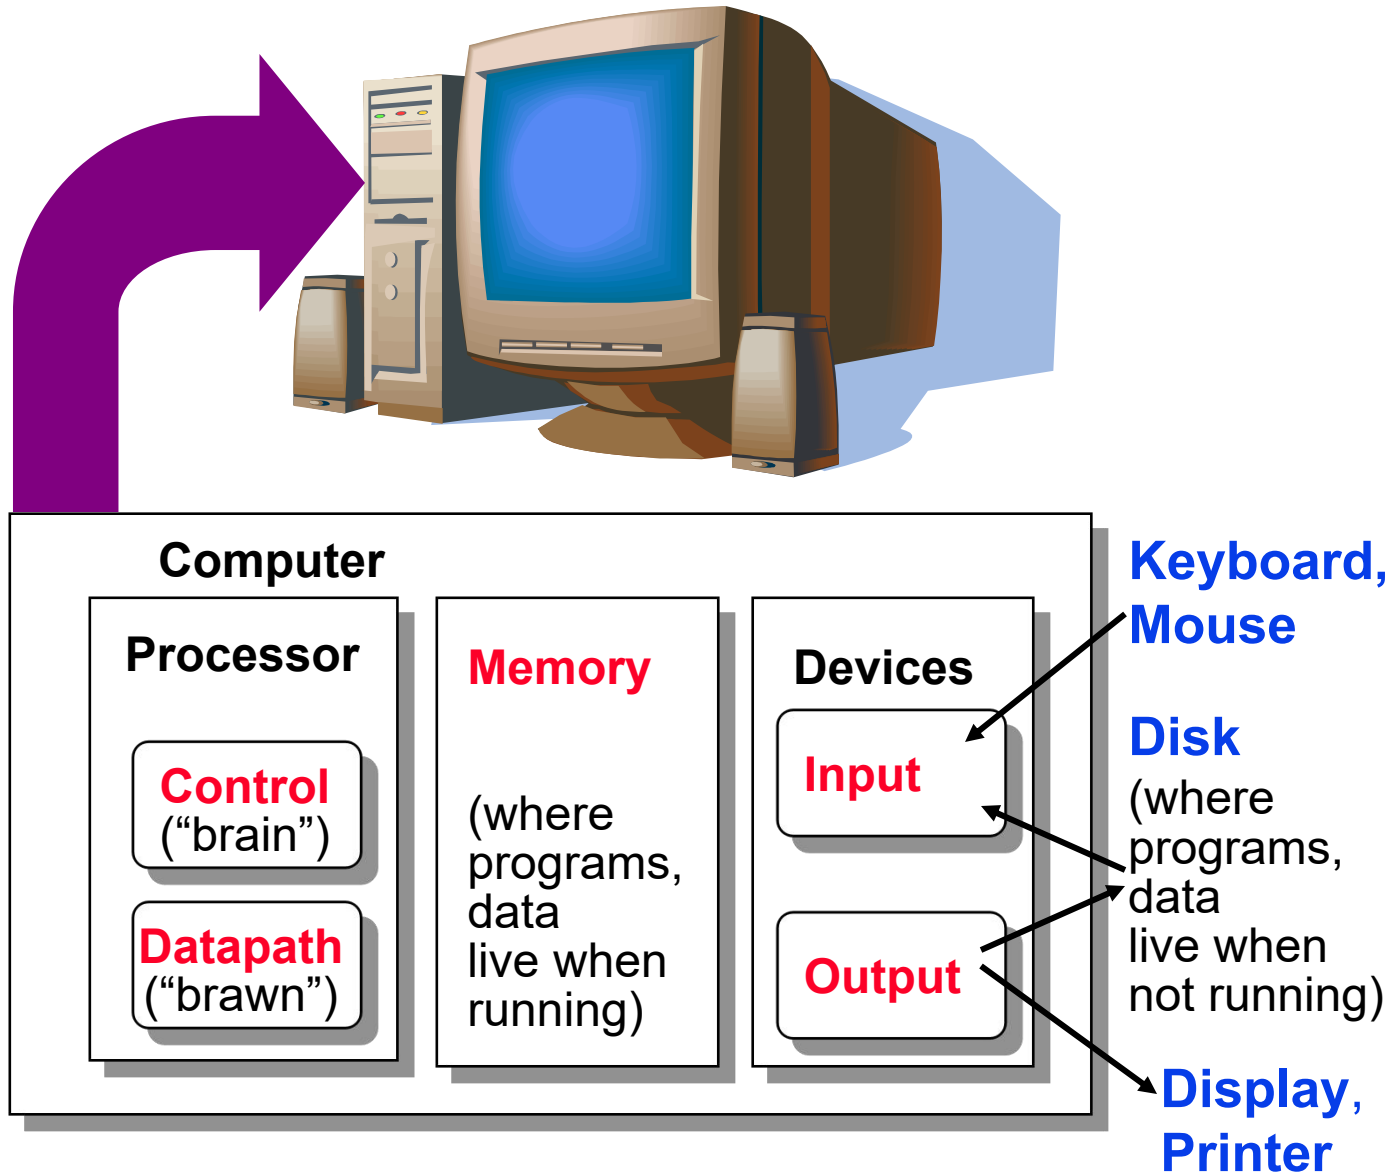 Computer
Processor
Control
(“brain”)
Datapath
(“brawn”)
Memory
(where
programs,
data
live when
running)
Devices
Input
Output
Keyboard,
Mouse
Disk
(where
programs,
data
live when
not running)
Display,
Printer